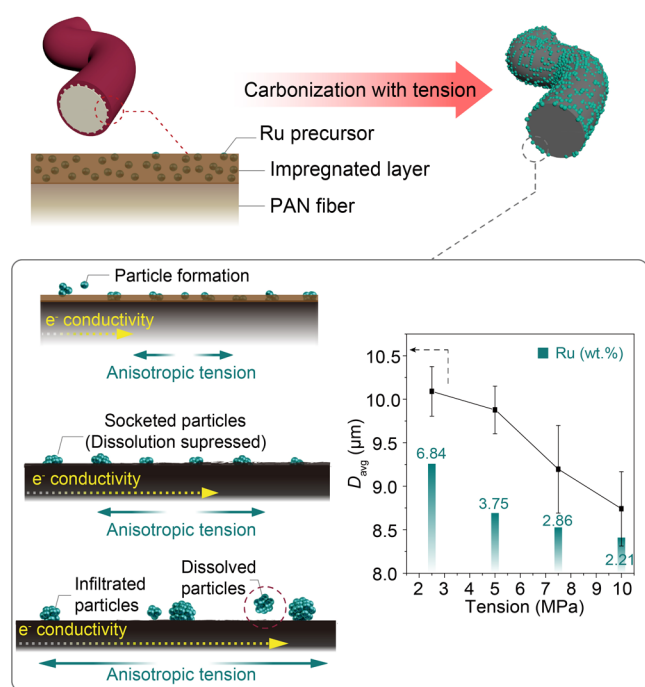 Carbonization with tension
Ru precursor
Impregnated layer
PAN fiber
Particle formation
e⁻ conductivity
Anisotropic tension
Socketed particles
(Dissolution supressed)
e⁻ conductivity
Anisotropic tension
Infiltrated
particles
Dissolved
particles
e⁻ conductivity
Anisotropic tension
Ru (wt.%)
10.5
10.0
9.5
9.0
8.5
8.0
Davg (µm)
6.84
3.75
2.86
2.21
2 3 4 5 6 7 8 9 10
Tension (MPa)